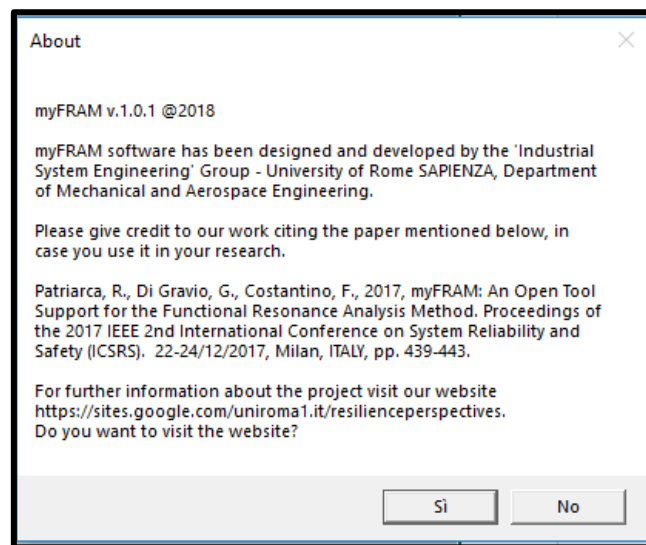 About
myFRAM v.1.0.1 @2018
myFRAM software has been designed and developed by the 'Industrial
System Engineering' Group - University of Rome SAPIENZA, Department
of Mechanical and Aerospace Engineering.
Please give credit to our work citing the paper mentioned below, in
case you use it in your research.
Patriarca, R., Di Gravio, G., Costantino, F., 2017, myFRAM: An Open Tool
Support for the Functional Resonance Analysis Method. Proceedings of
the 2017 IEEE 2nd International Conference on System Reliability and
Safety (ICSRS).  22-24/12/2017, Milan, ITALY, pp. 439-443.
For further information about the project visit our website
https://sites.google.com/uniroma1.it/resilienceperspectives.
Do you want to visit the website?
Sì No